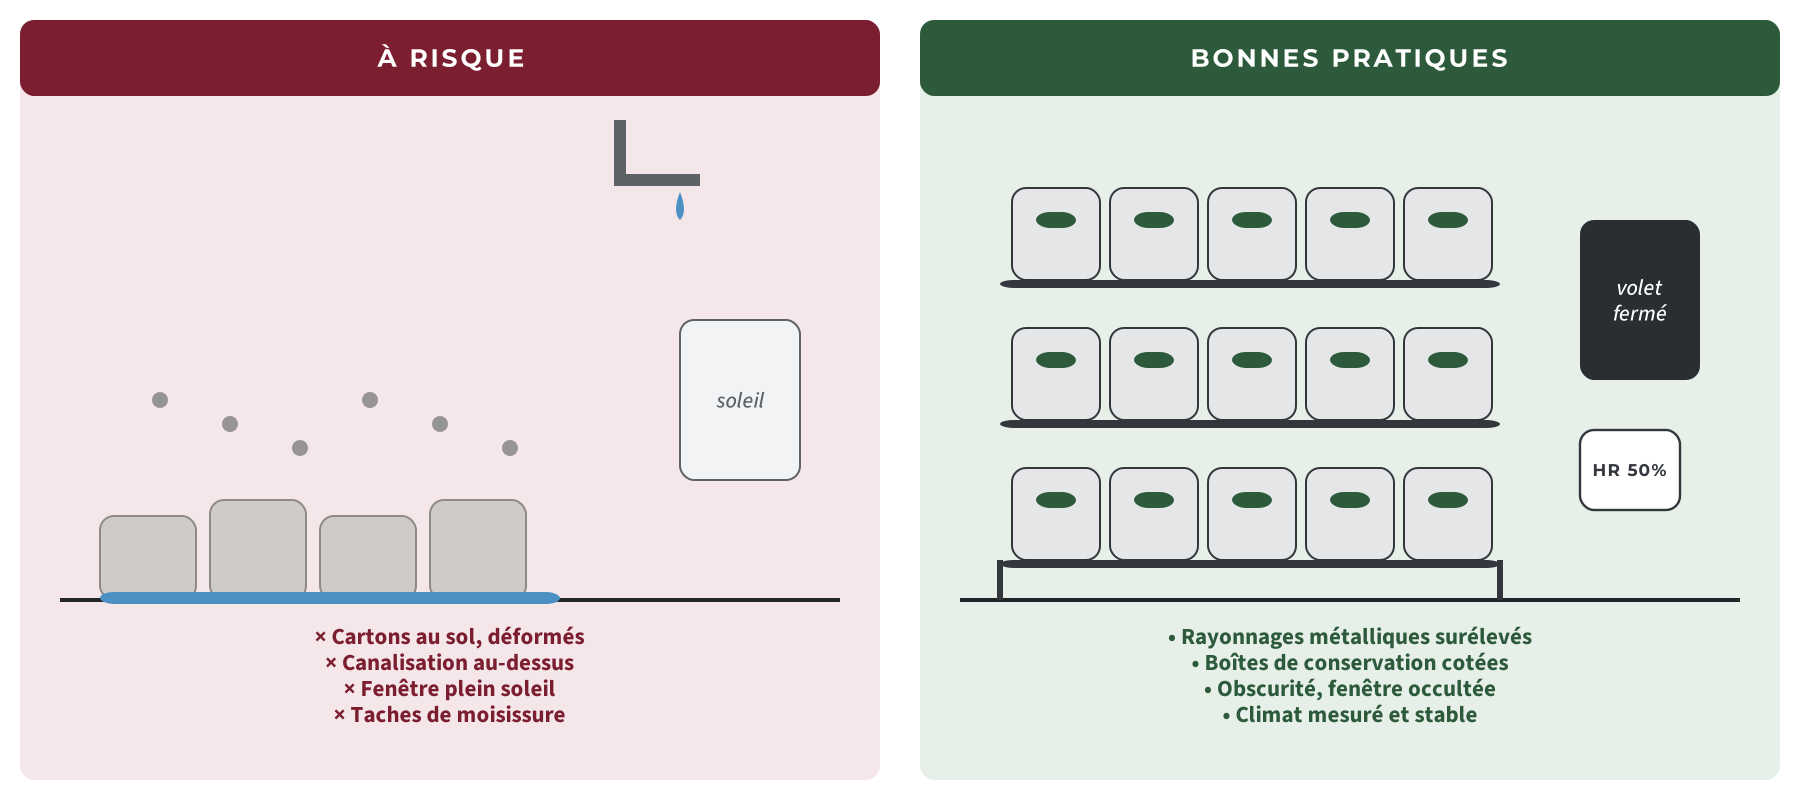 À RISQUE
soleil
× Cartons au sol, déformés
× Canalisation au-dessus
× Fenêtre plein soleil
× Taches de moisissure
BONNES PRATIQUES
volet
fermé
HR 50%
• Rayonnages métalliques surélevés
• Boîtes de conservation cotées
• Obscurité, fenêtre occultée
• Climat mesuré et stable